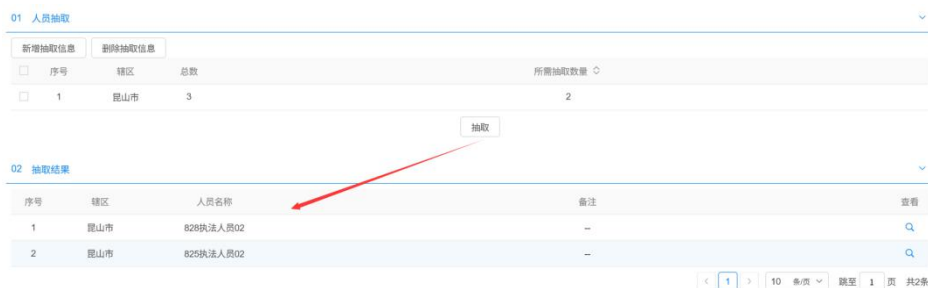 01 人员抽取
新增抽取信息 删除抽取信息
序号 辖区 总数 所需抽取数量
1 昆山市 3 2
抽取
02 抽取结果
序号 辖区 人员名称 备注 查看
1 昆山市 828执法人员02 --
2 昆山市 825执法人员02 --
< 1 > 10 条/页 跳至 1 页 共2条